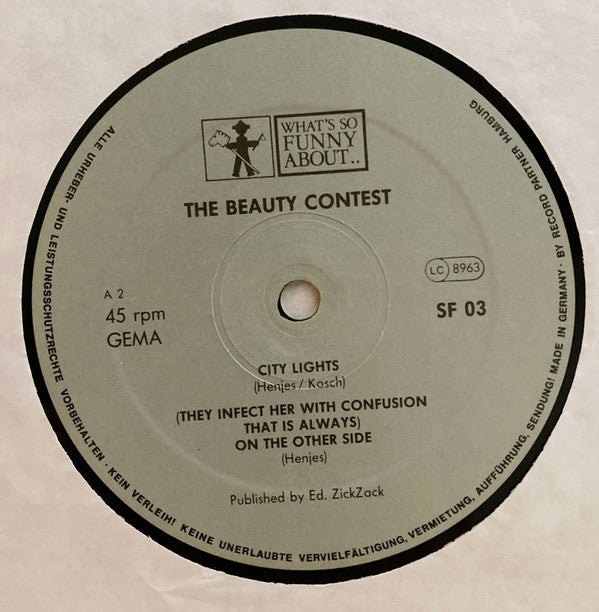 WHAT'S SO
FUNNY
ABOUT..
THE BEAUTY CONTEST
LC 8963
A 2
45 rpm
GEMA
SF 03
CITY LIGHTS
(Henjes / Kosch)
(THEY INFECT HER WITH CONFUSION
THAT IS ALWAYS)
ON THE OTHER SIDE
(Henjes)
Published by Ed. ZickZack
ALLE URHEBER- UND LEISTUNGSSCHUTZRECHTE VORBEHALTEN · KEIN VERLEIH! KEINE UNERLAUBTE VERVIELFÄLTIGUNG, VERMIETUNG, AUFFÜHRUNG, SENDUNG! MADE IN GERMANY · BY RECORD PARTNER HAMBURG